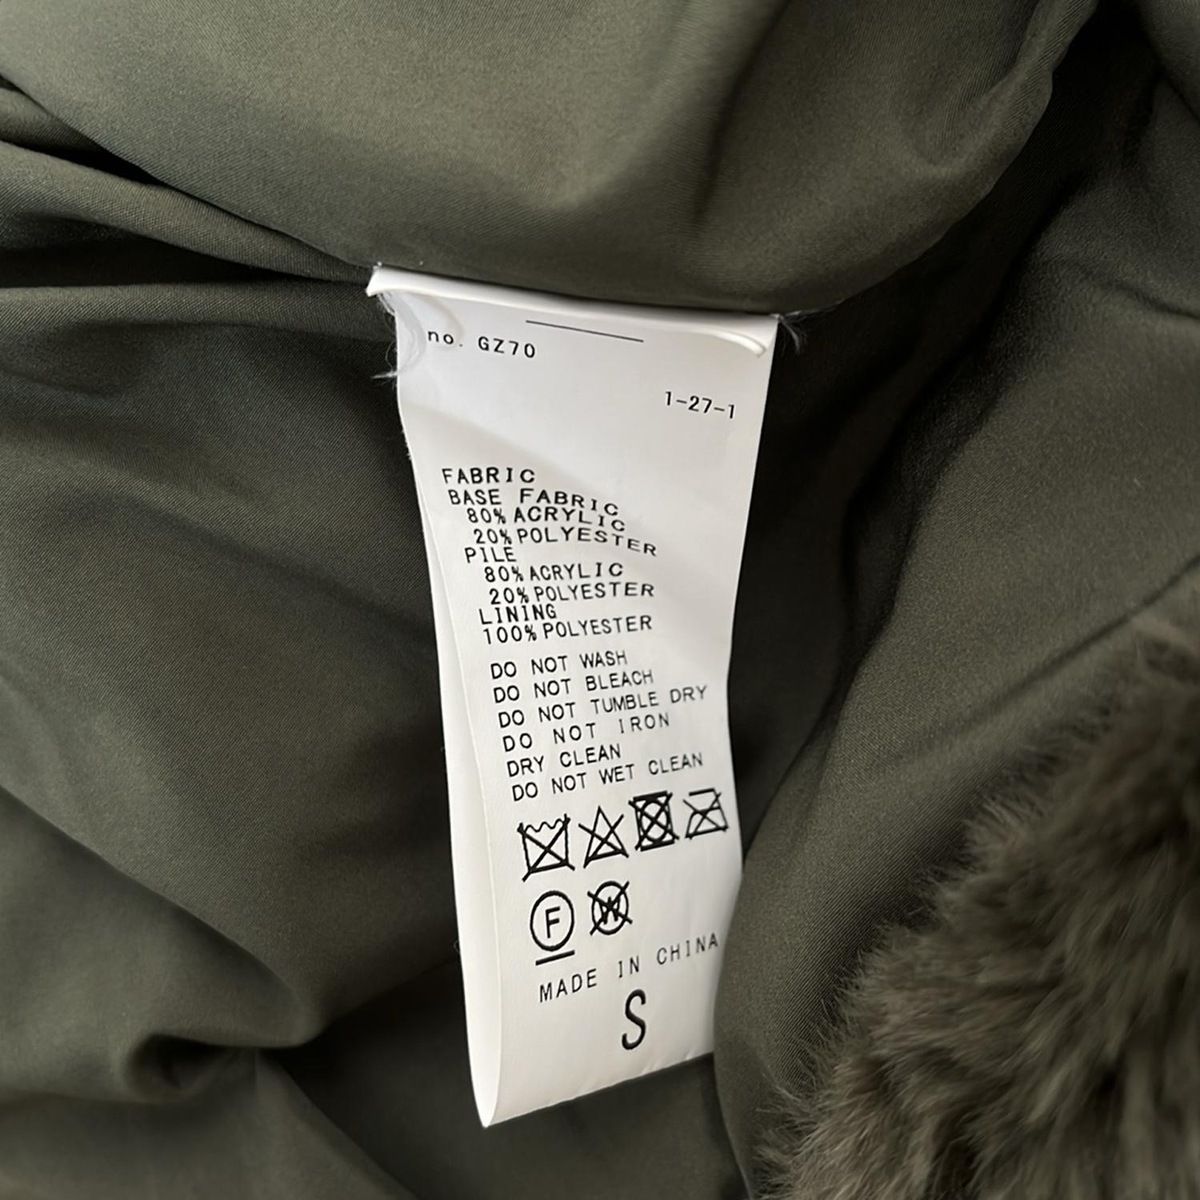 no. GZ70
1-27-1
FABRIC
BASE FABRIC
80% ACRYLIC
20% POLYESTER
PILE
80% ACRYLIC
20% POLYESTER
LINING
100% POLYESTER
DO NOT WASH
DO NOT BLEACH
DO NOT TUMBLE DRY
DO NOT IRON
DRY CLEAN
DO NOT WET CLEAN
F W
MADE IN CHINA
S